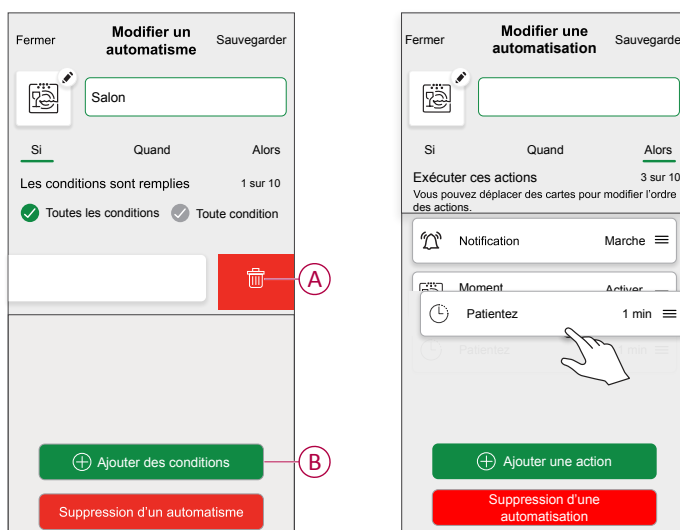 Fermer
Modifier un
automatisme
Sauvegarder
Salon
Si
Quand
Alors
Les conditions sont remplies
1 sur 10
Toutes les conditions
Toute condition
A
Ajouter des conditions
B
Suppression d'un automatisme
Fermer
Modifier une
automatisation
Sauvegarde
Si
Quand
Alors
Exécuter ces actions
3 sur 10
Vous pouvez déplacer des cartes pour modifier l'ordre
des actions.
Notification
Marche
Moment
Activer
Patientez
1 min
Patientez
1 min
Ajouter une action
Suppression d'une
automatisation